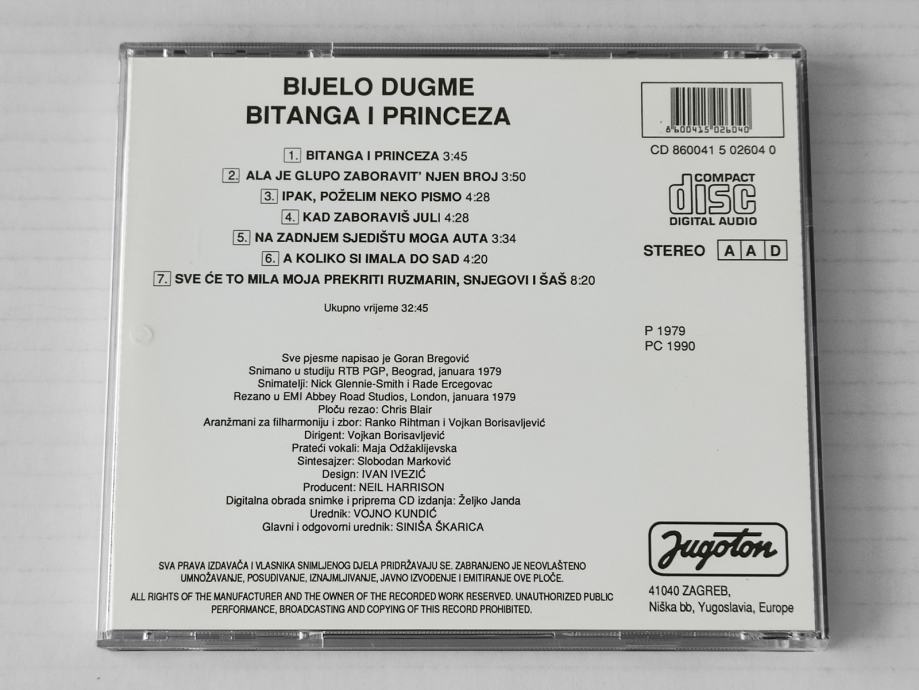 BIJELO DUGME
BITANGA I PRINCEZA
1. BITANGA I PRINCEZA 3:45
2. ALA JE GLUPO ZABORAVIT' NJEN BROJ 3:50
3. IPAK, POŽELIM NEKO PISMO 4:28
4. KAD ZABORAVIŠ JULI 4:28
5. NA ZADNJEM SJEDIŠTU MOGA AUTA 3:34
6. A KOLIKO SI IMALA DO SAD 4:20
7. SVE ĆE TO MILA MOJA PREKRITI RUZMARIN, SNJEGOVI I ŠAŠ 8:20
Ukupno vrijeme 32:45
Sve pjesme napisao je Goran Bregović
Snimano u studiju RTB PGP, Beograd, januara 1979
Snimatelji: Nick Glennie-Smith i Rade Ercegovac
Rezano u EMI Abbey Road Studios, London, januara 1979
Ploču rezao: Chris Blair
Aranžmani za filharmoniju i zbor: Ranko Rihtman i Vojkan Borisavljević
Dirigent: Vojkan Borisavljević
Prateći vokali: Maja Odžaklijevska
Sintesajzer: Slobodan Marković
Design: IVAN IVEZIĆ
Producent: NEIL HARRISON
Digitalna obrada snimke i priprema CD izdanja: Željko Janda
Urednik: VOJNO KUNDIĆ
Glavni i odgovorni urednik: SINIŠA ŠKARICA
SVA PRAVA IZDAVAČA I VLASNIKA SNIMLJENOG DJELA PRIDRŽAVAJU SE. ZABRANJENO JE NEOVLAŠTENO
UMNOŽAVANJE, POSUDIVANJE, IZNAJMLJIVANJE, JAVNO IZVOĐENJE I EMITIRANJE OVE PLOČE.
ALL RIGHTS OF THE MANUFACTURER AND THE OWNER OF THE RECORDED WORK RESERVED. UNAUTHORIZED PUBLIC
PERFORMANCE, BROADCASTING AND COPYING OF THIS RECORD PROHIBITED.
8 600415 026040
CD 860041 5 02604 0
COMPACT
disc
DIGITAL AUDIO
STEREO A A D
P 1979
PC 1990
Jugoton
41040 ZAGREB,
Niška bb, Yugoslavia, Europe